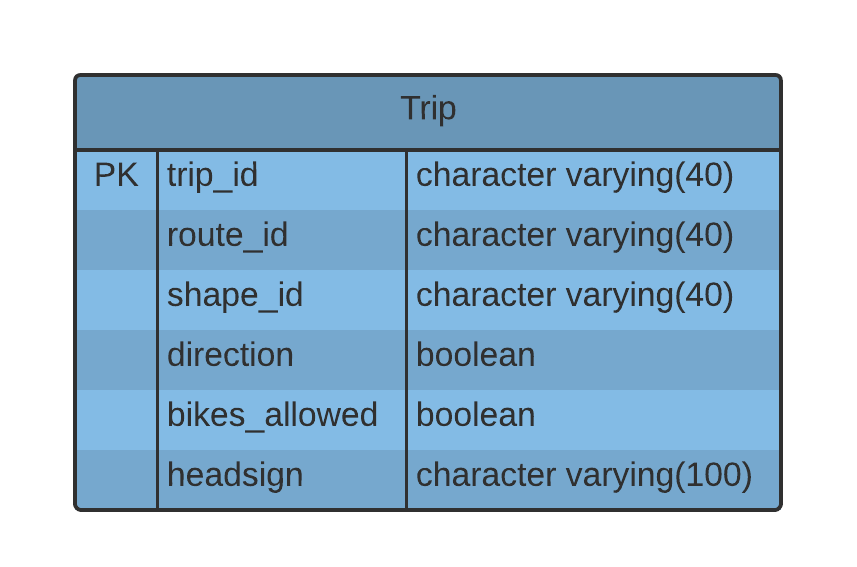 Trip
PK trip_id character varying(40)
route_id character varying(40)
shape_id character varying(40)
direction boolean
bikes_allowed boolean
headsign character varying(100)